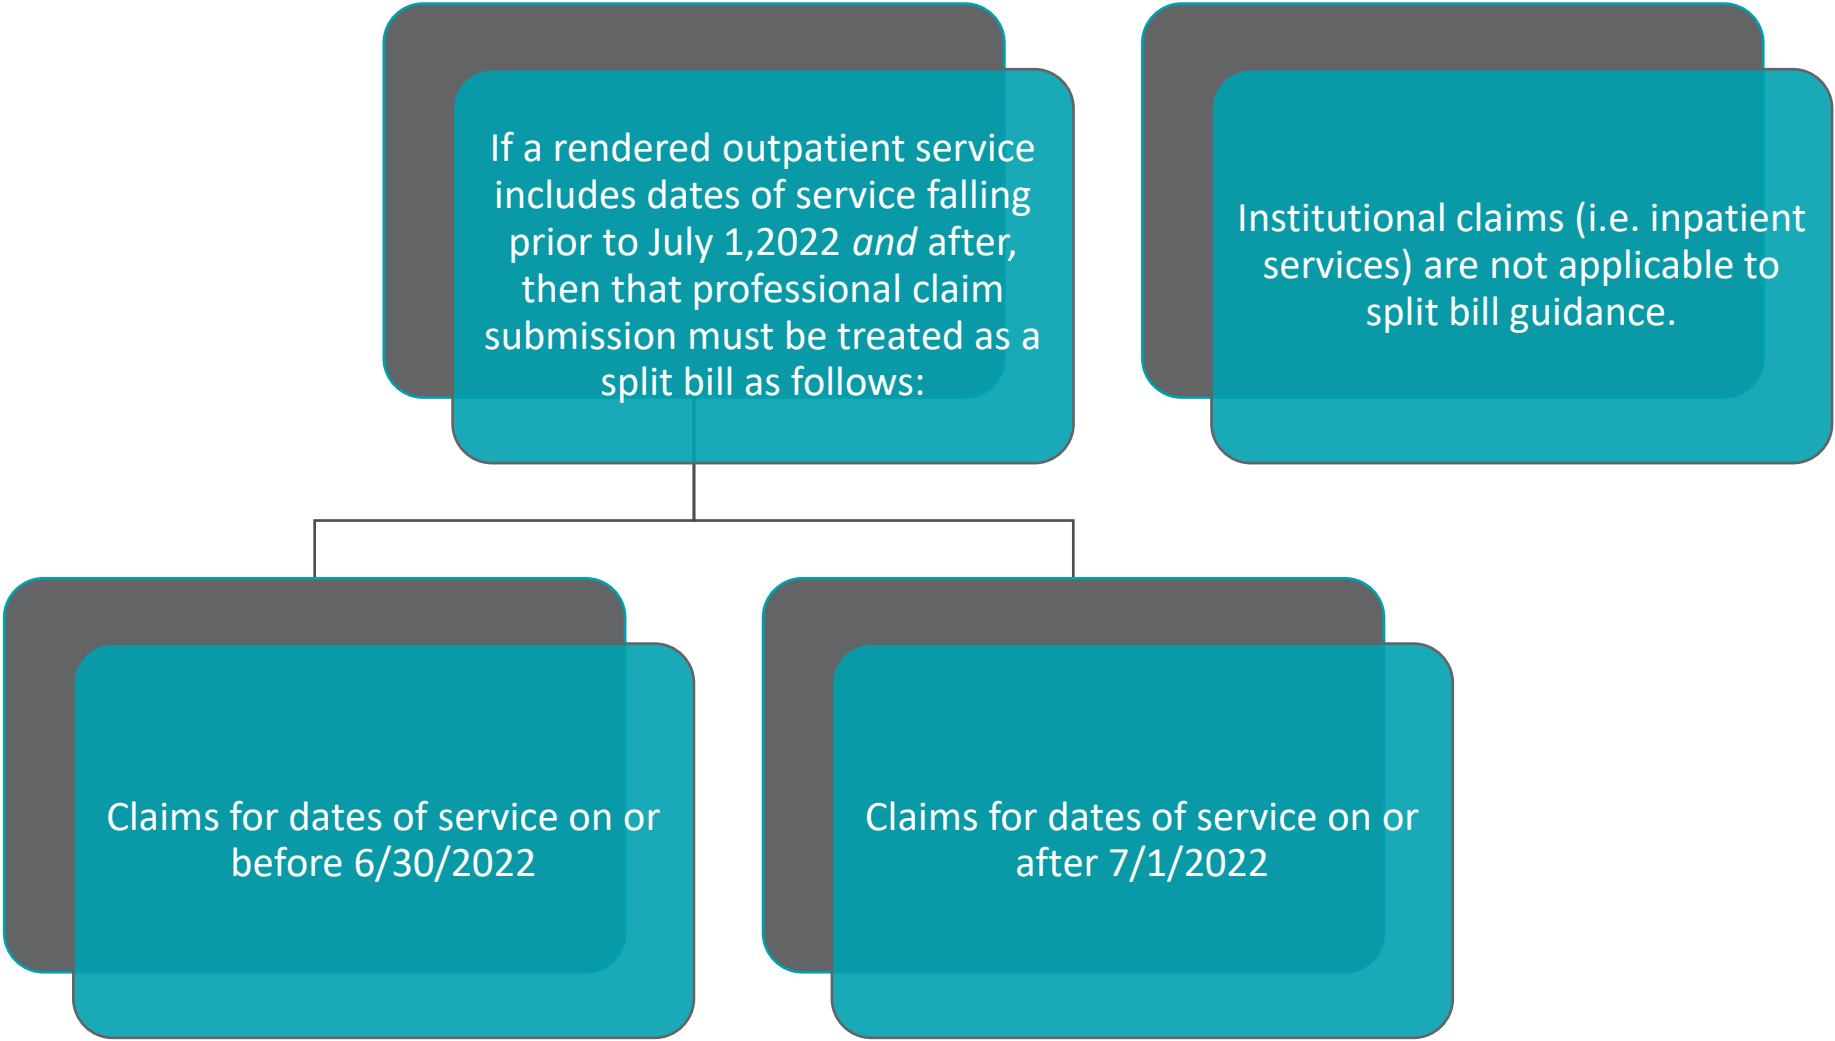 If a rendered outpatient service
includes dates of service falling
prior to July 1,2022 and after,
then that professional claim
submission must be treated as a
split bill as follows:
Institutional claims (i.e. inpatient
services) are not applicable to
split bill guidance.
Claims for dates of service on or
before 6/30/2022
Claims for dates of service on or
after 7/1/2022